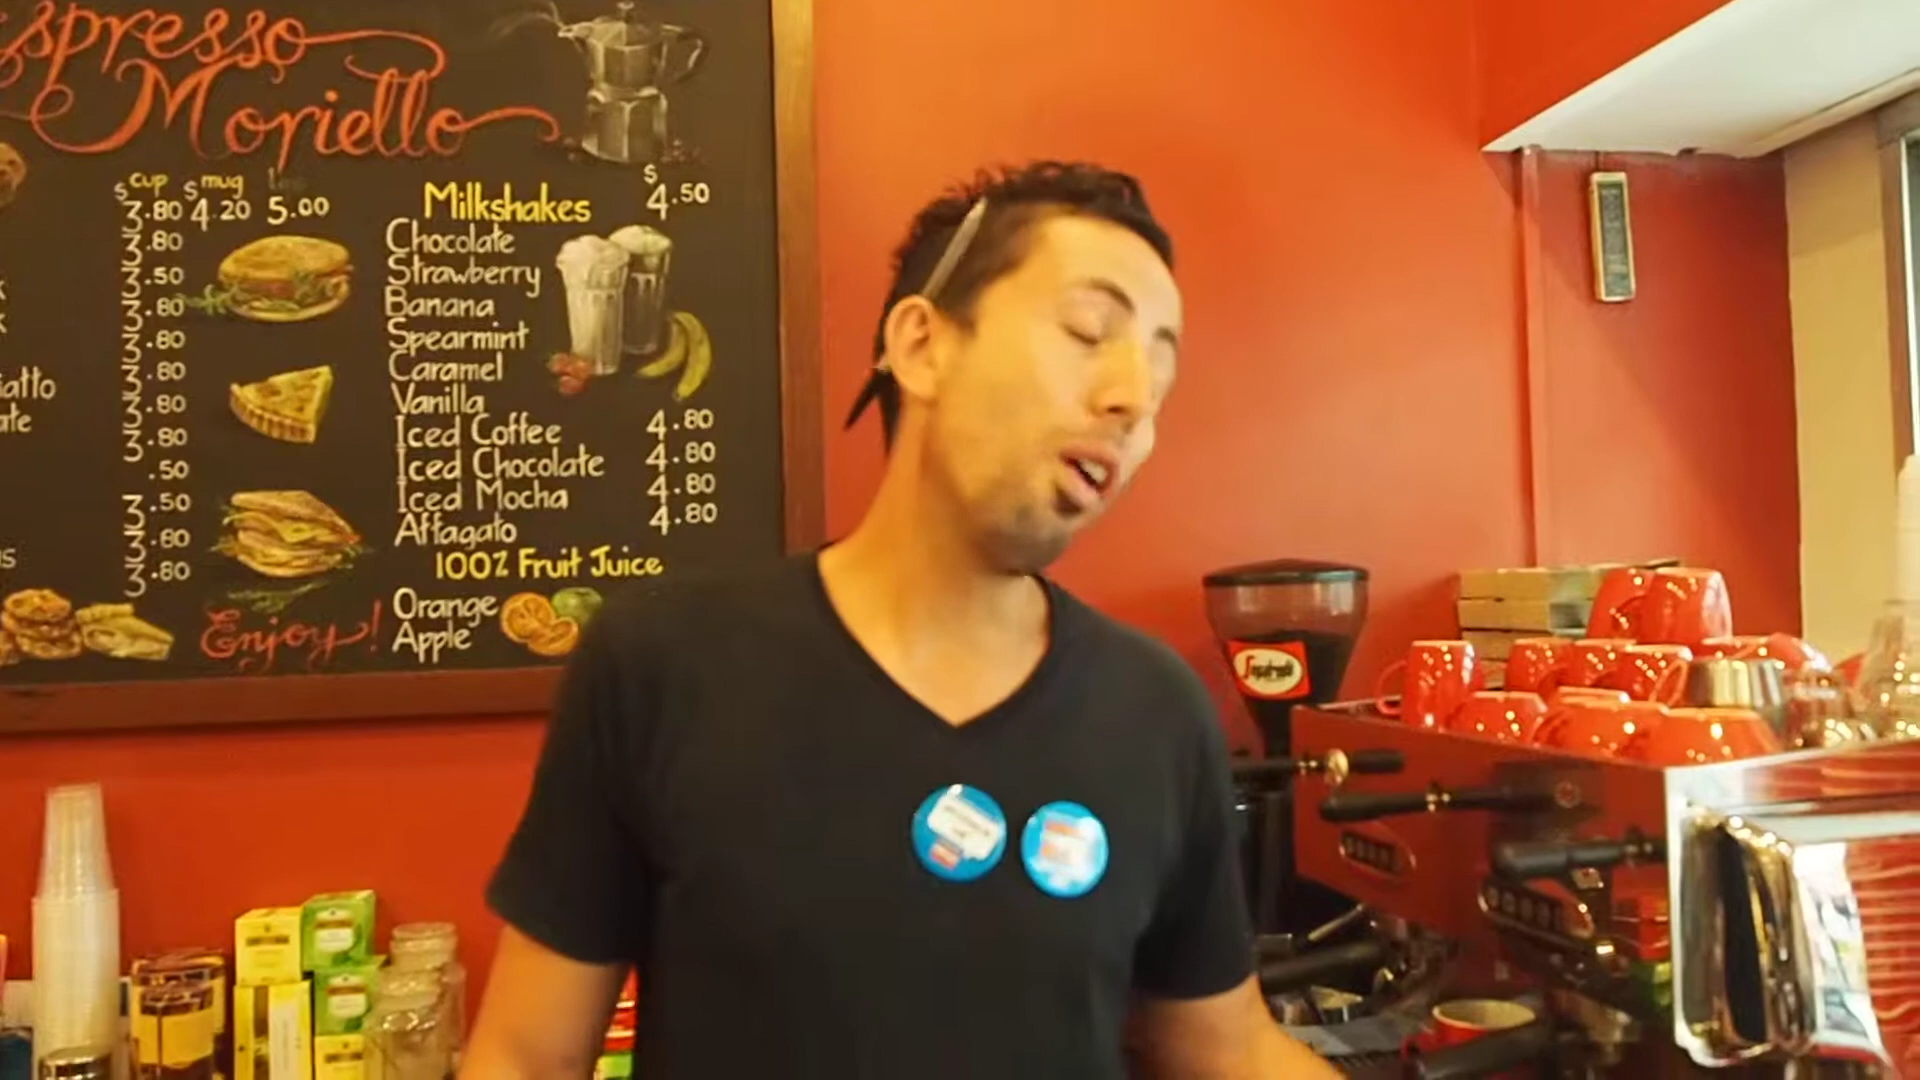 spresso
Moriello
$ cup $ mug
3.80 4.20 5.00
3.80
3.50
3.80
3.80
3.80
3.80
3.80
.50
3.50
3.80
3.80
iatto
ate
Enjoy!
Milkshakes $4.50
Chocolate
Strawberry
Banana
Spearmint
Caramel
Vanilla
Iced Coffee 4.80
Iced Chocolate 4.80
Iced Mocha 4.80
Affagato 4.80
100% Fruit Juice
Orange
Apple
Segafredo